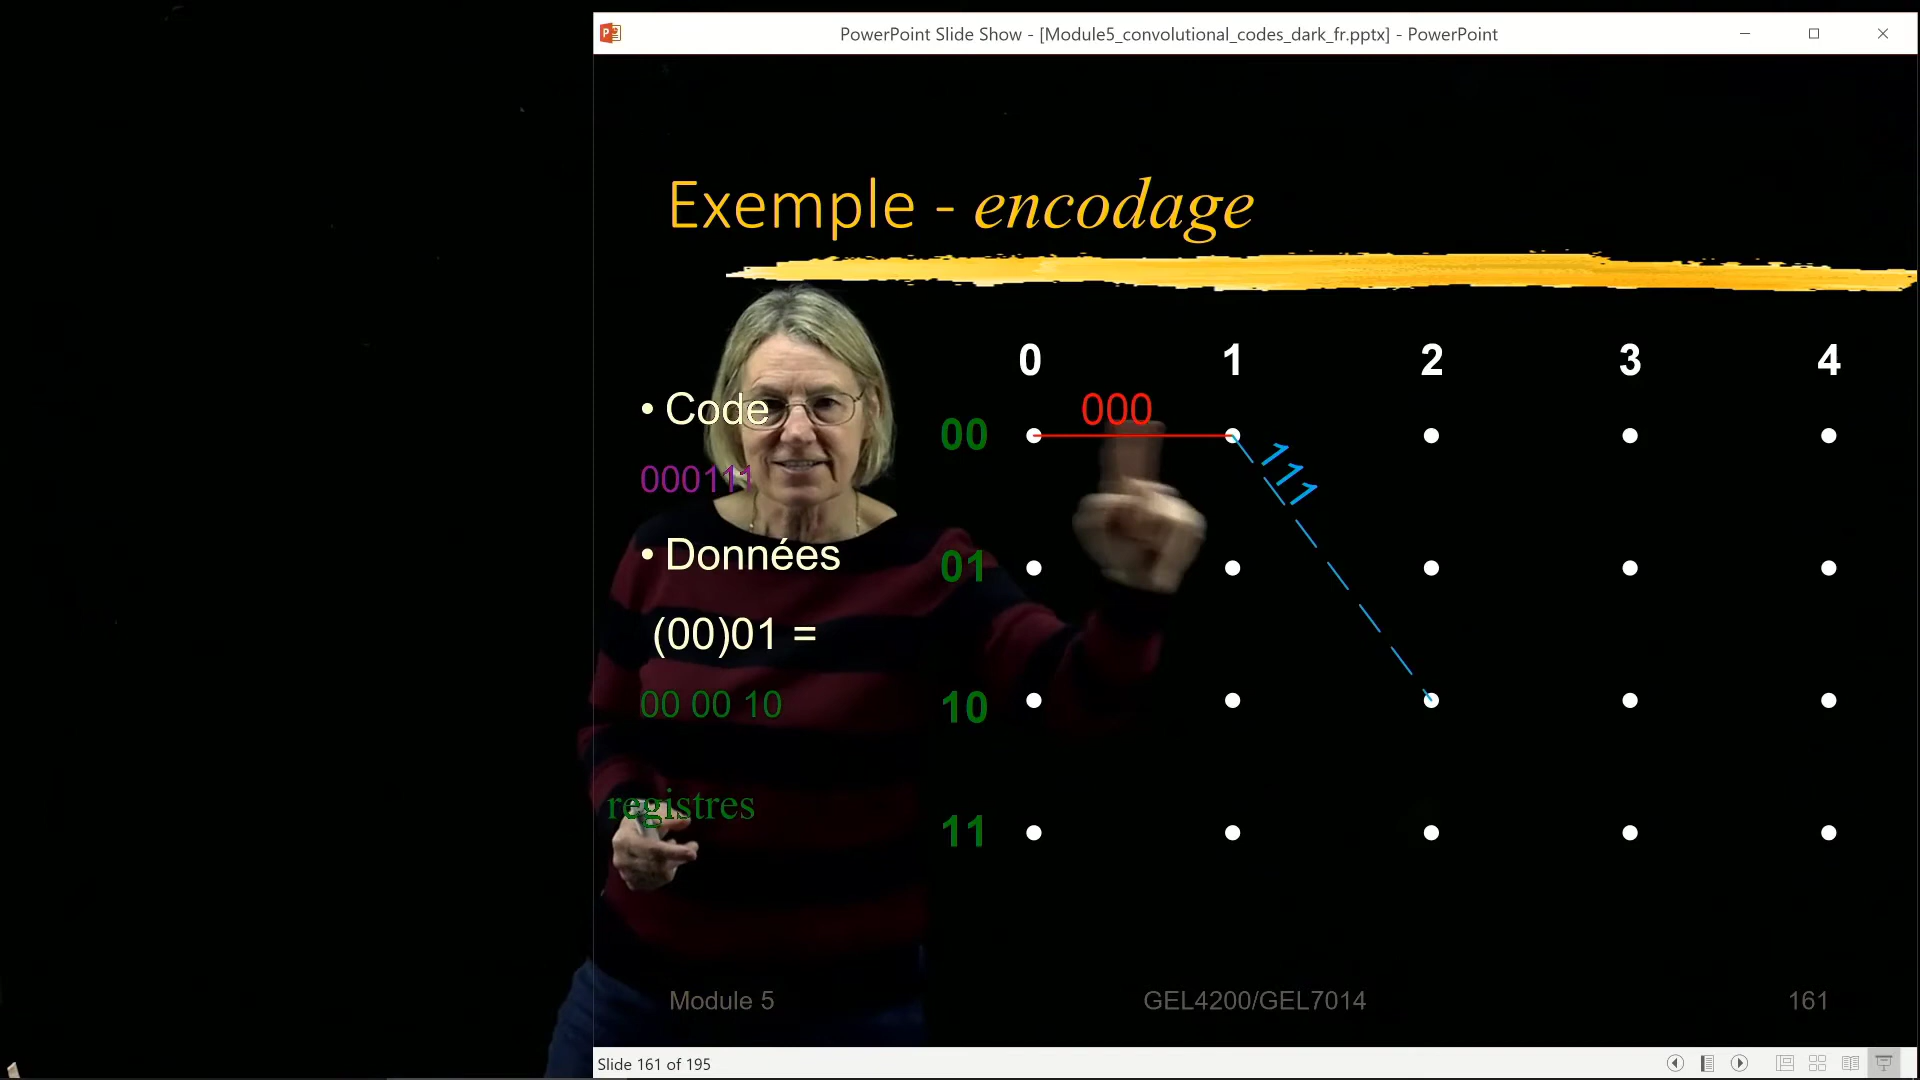 PowerPoint Slide Show - [Module5_convolutional_codes_dark_fr.pptx] - PowerPoint
Exemple - encodage
0 1 2 3 4
• Code
000
00
111
000111
• Données
01
(00)01 =
00 00 10
10
registres
11
Module 5 GEL4200/GEL7014 161
Slide 161 of 195